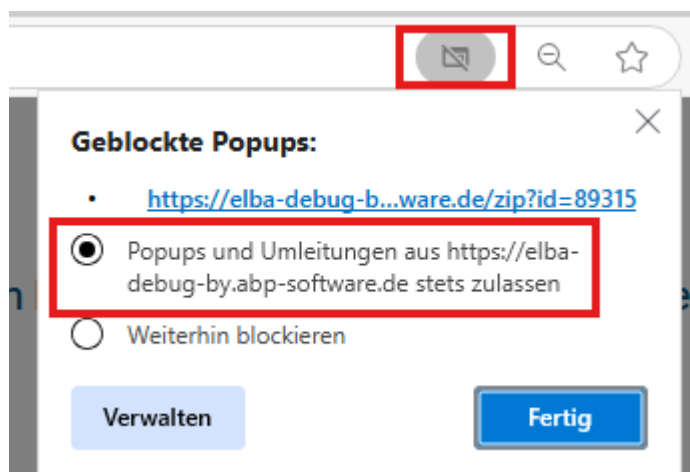 Geblockte Popups:
• https://elba-debug-b...ware.de/zip?id=89315
Popups und Umleitungen aus https://elba-
debug-by.abp-software.de stets zulassen
Weiterhin blockieren
Verwalten
Fertig